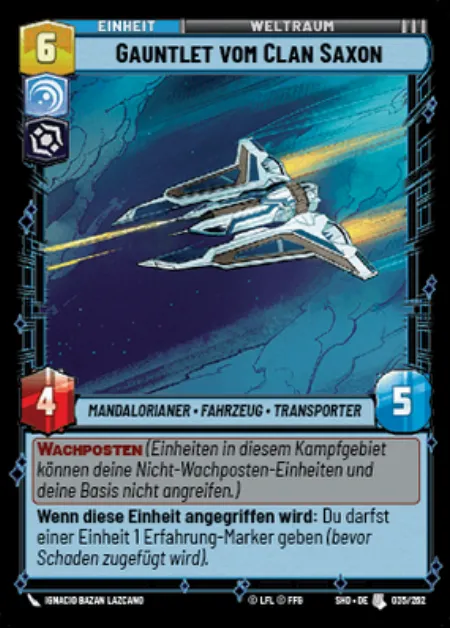 EINHEIT
WELTRAUM
6
GAUNTLET VOM CLAN SAXON
4
MANDALORIANER • FAHRZEUG • TRANSPORTER
5
WACHPOSTEN (Einheiten in diesem Kampfgebiet
können deine Nicht-Wachposten-Einheiten und
deine Basis nicht angreifen.)
Wenn diese Einheit angegriffen wird: Du darfst
einer Einheit 1 Erfahrung-Marker geben (bevor
Schaden zugefügt wird).
IGNACIO BAZAN LAZCANO
© LFL © FFG
SHD • DE
035/262